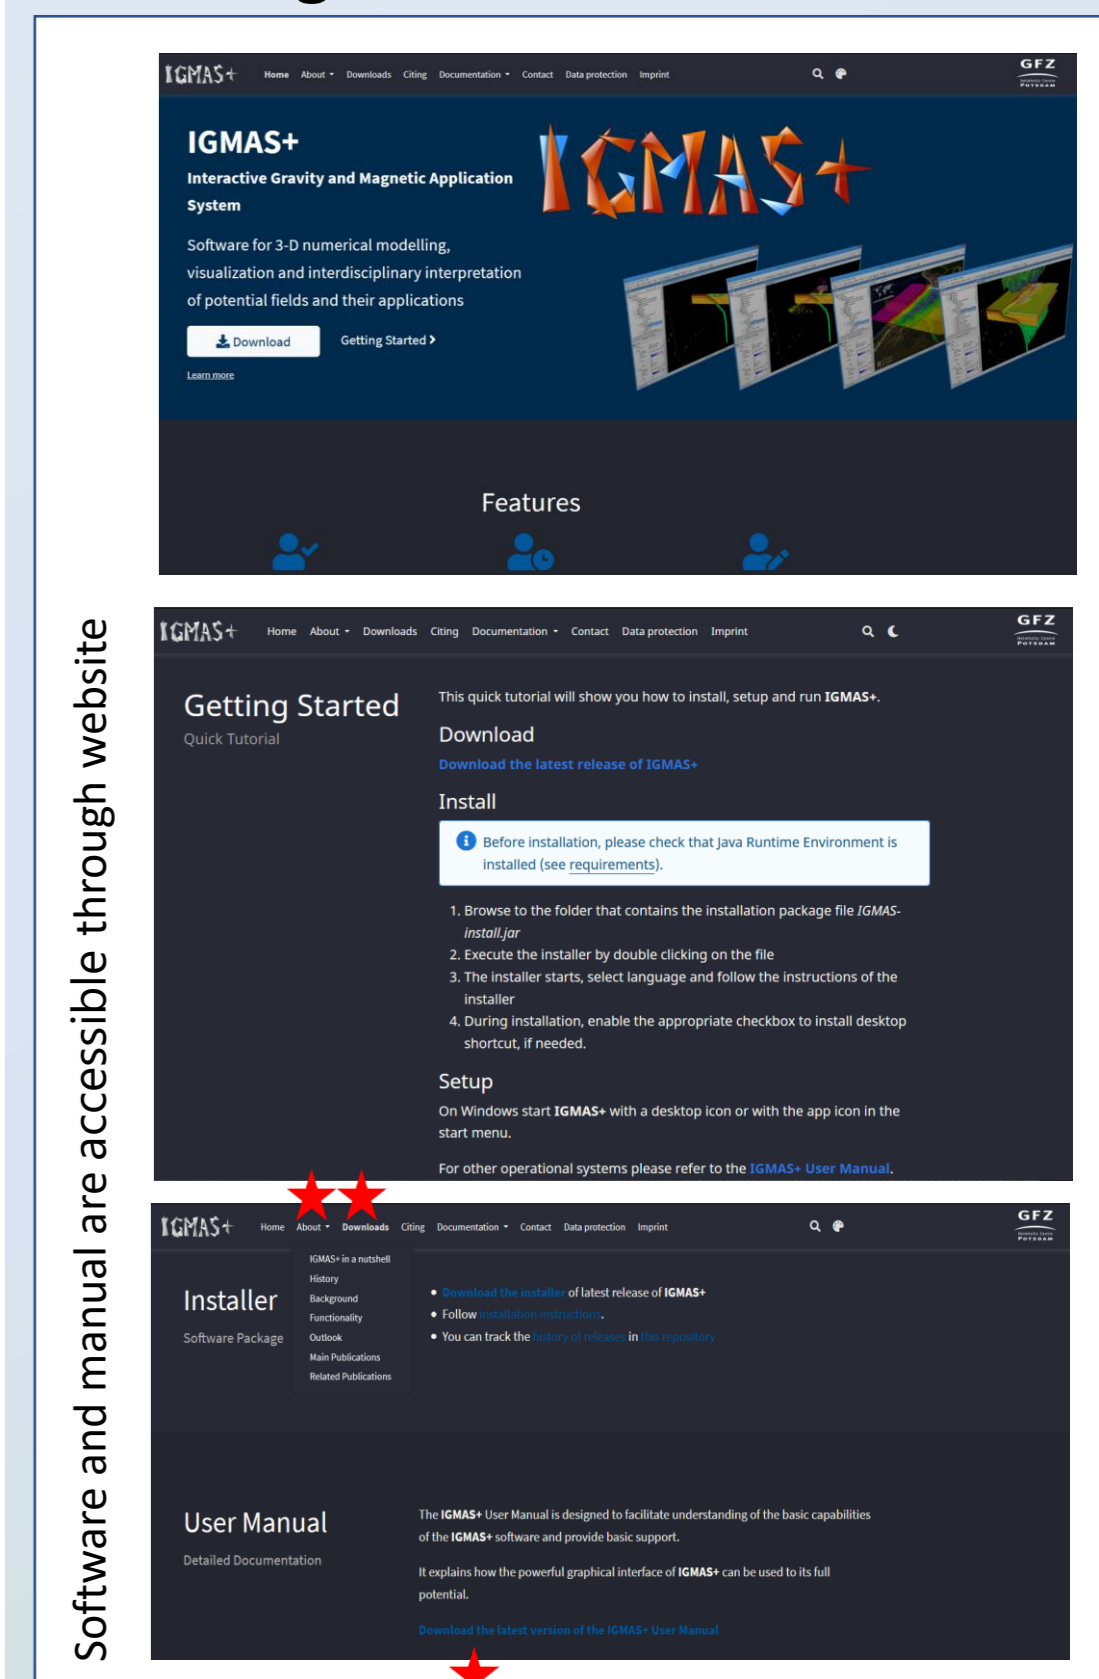 IGMAS+ Home About Downloads Citing Documentation Contact Data protection Imprint GFZ
Helmholtz Centre
POTSDAM
IGMAS+
IGMAS+
Interactive Gravity and Magnetic Application
System
Software for 3-D numerical modelling,
visualization and interdisciplinary interpretation
of potential fields and their applications
Download Getting Started
Learn more
Features
Software and manual are accessible through website
IGMAS+ Home About Downloads Citing Documentation Contact Data protection Imprint GFZ
Helmholtz Centre
POTSDAM
Getting Started
Quick Tutorial
This quick tutorial will show you how to install, setup and run IGMAS+.
Download
Download the latest release of IGMAS+
Install
Before installation, please check that Java Runtime Environment is
installed (see requirements).
1. Browse to the folder that contains the installation package file IGMAS-
install.jar
2. Execute the installer by double clicking on the file
3. The installer starts, select language and follow the instructions of the
installer
4. During installation, enable the appropriate checkbox to install desktop
shortcut, if needed.
Setup
On Windows start IGMAS+ with a desktop icon or with the app icon in the
start menu.
For other operational systems please refer to the IGMAS+ User Manual.
IGMAS+ Home About Downloads Citing Documentation Contact Data protection Imprint GFZ
Helmholtz Centre
POTSDAM
IGMAS+ in a nutshell
History
Background
Functionality
Outlook
Main Publications
Related Publications
Installer
Software Package
• Download the installer of latest release of IGMAS+
• Follow installation instructions.
• You can track the history of releases in this repository
User Manual
Detailed Documentation
The IGMAS+ User Manual is designed to facilitate understanding of the basic capabilities
of the IGMAS+ software and provide basic support.
It explains how the powerful graphical interface of IGMAS+ can be used to its full
potential.
Download the latest version of the IGMAS+ User Manual